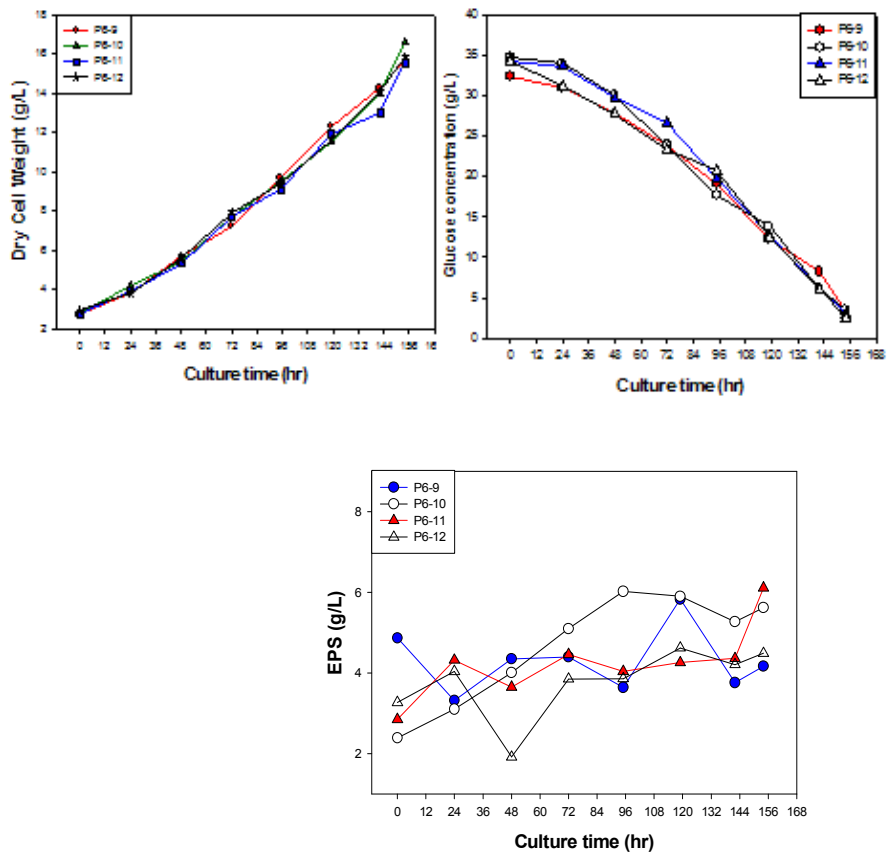 Dry Cell Weight (g/L)
18
16
14
12
10
8
6
4
2
P6-9
P6-10
P6-11
P6-12
0 24 48 72 84 96 120 144 156 16
Culture time (hr)
Glucose concentration (g/L)
40
35
30
25
20
15
10
5
0
P6-9
P6-10
P6-11
P6-12
0 12 24 36 48 60 72 84 96 108 120 132 144 156 168
Culture time (hr)
EPS (g/L)
8
6
4
2
P6-9
P6-10
P6-11
P6-12
0 12 24 36 48 60 72 84 96 108 120 132 144 156 168
Culture time (hr)